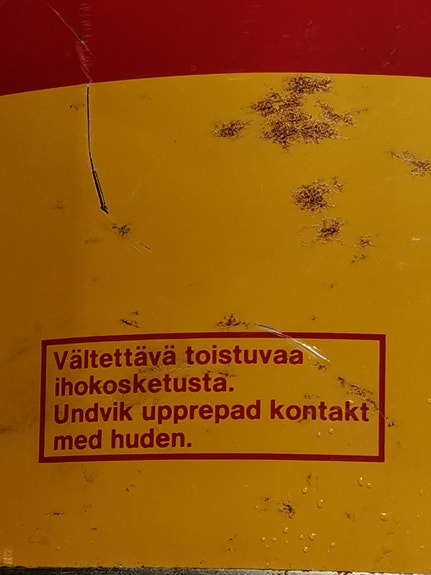 Vältettävä toistuvaa
ihokosketusta.
Undvik upprepad kontakt
med huden.